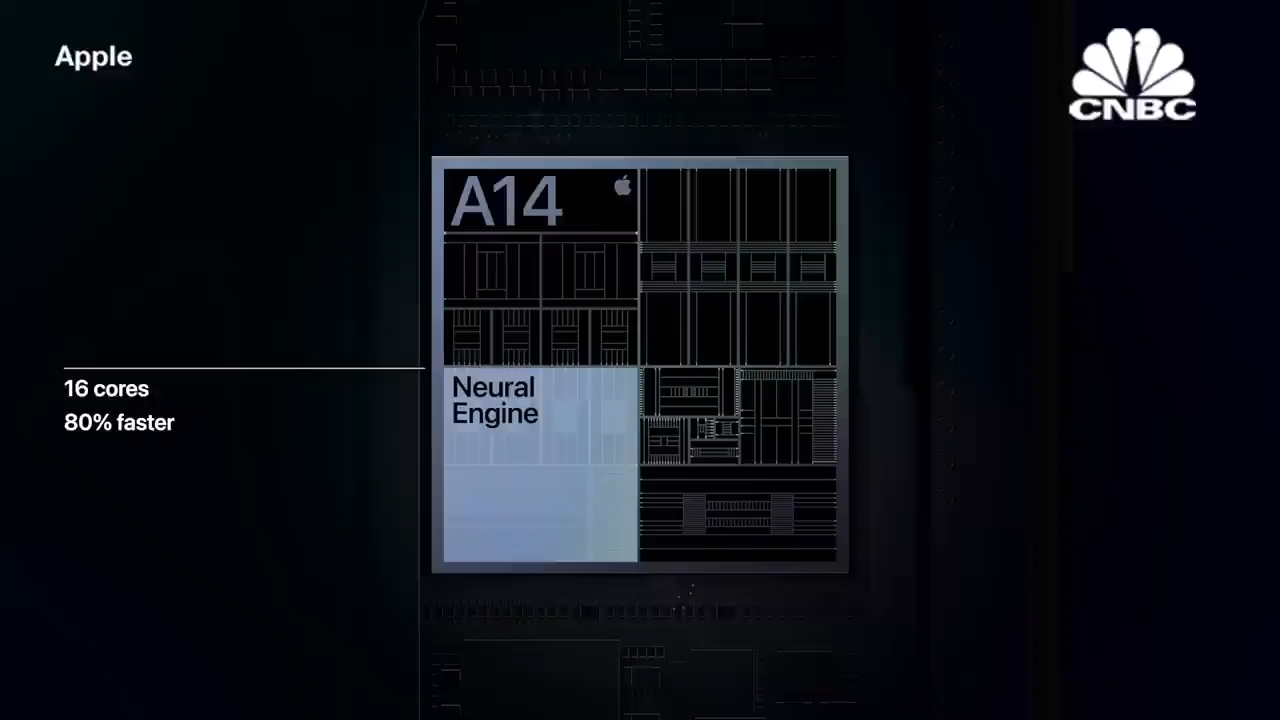 Apple
CNBC
A14
16 cores
80% faster
Neural
Engine